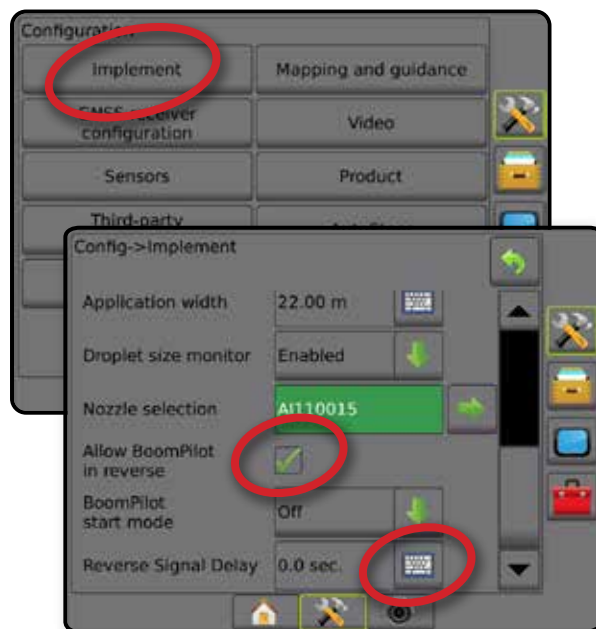 Configuration
Implement
Mapping and guidance
GNSS receiver
configuration
Video
Sensors
Product
Third-party
Config->Implement
Application width
22.00 m
Droplet size monitor
Enabled
Nozzle selection
AI110015
Allow BoomPilot
in reverse
BoomPilot
start mode
Off
Reverse Signal Delay
0.0 sec.